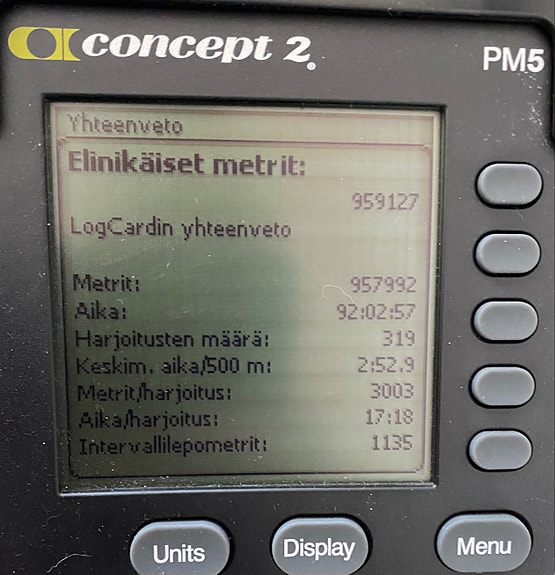 concept 2.
PM5
Yhteenveto
Elinikäiset metrit:
959127
LogCardin yhteenveto
Metrit: 957992
Aika: 92:02:57
Harjoitusten määrä: 319
Keskim. aika/500 m: 2:52.9
Metrit/harjoitus: 3003
Aika/harjoitus: 17:18
Intervallilepometrit: 1135
Units Display Menu